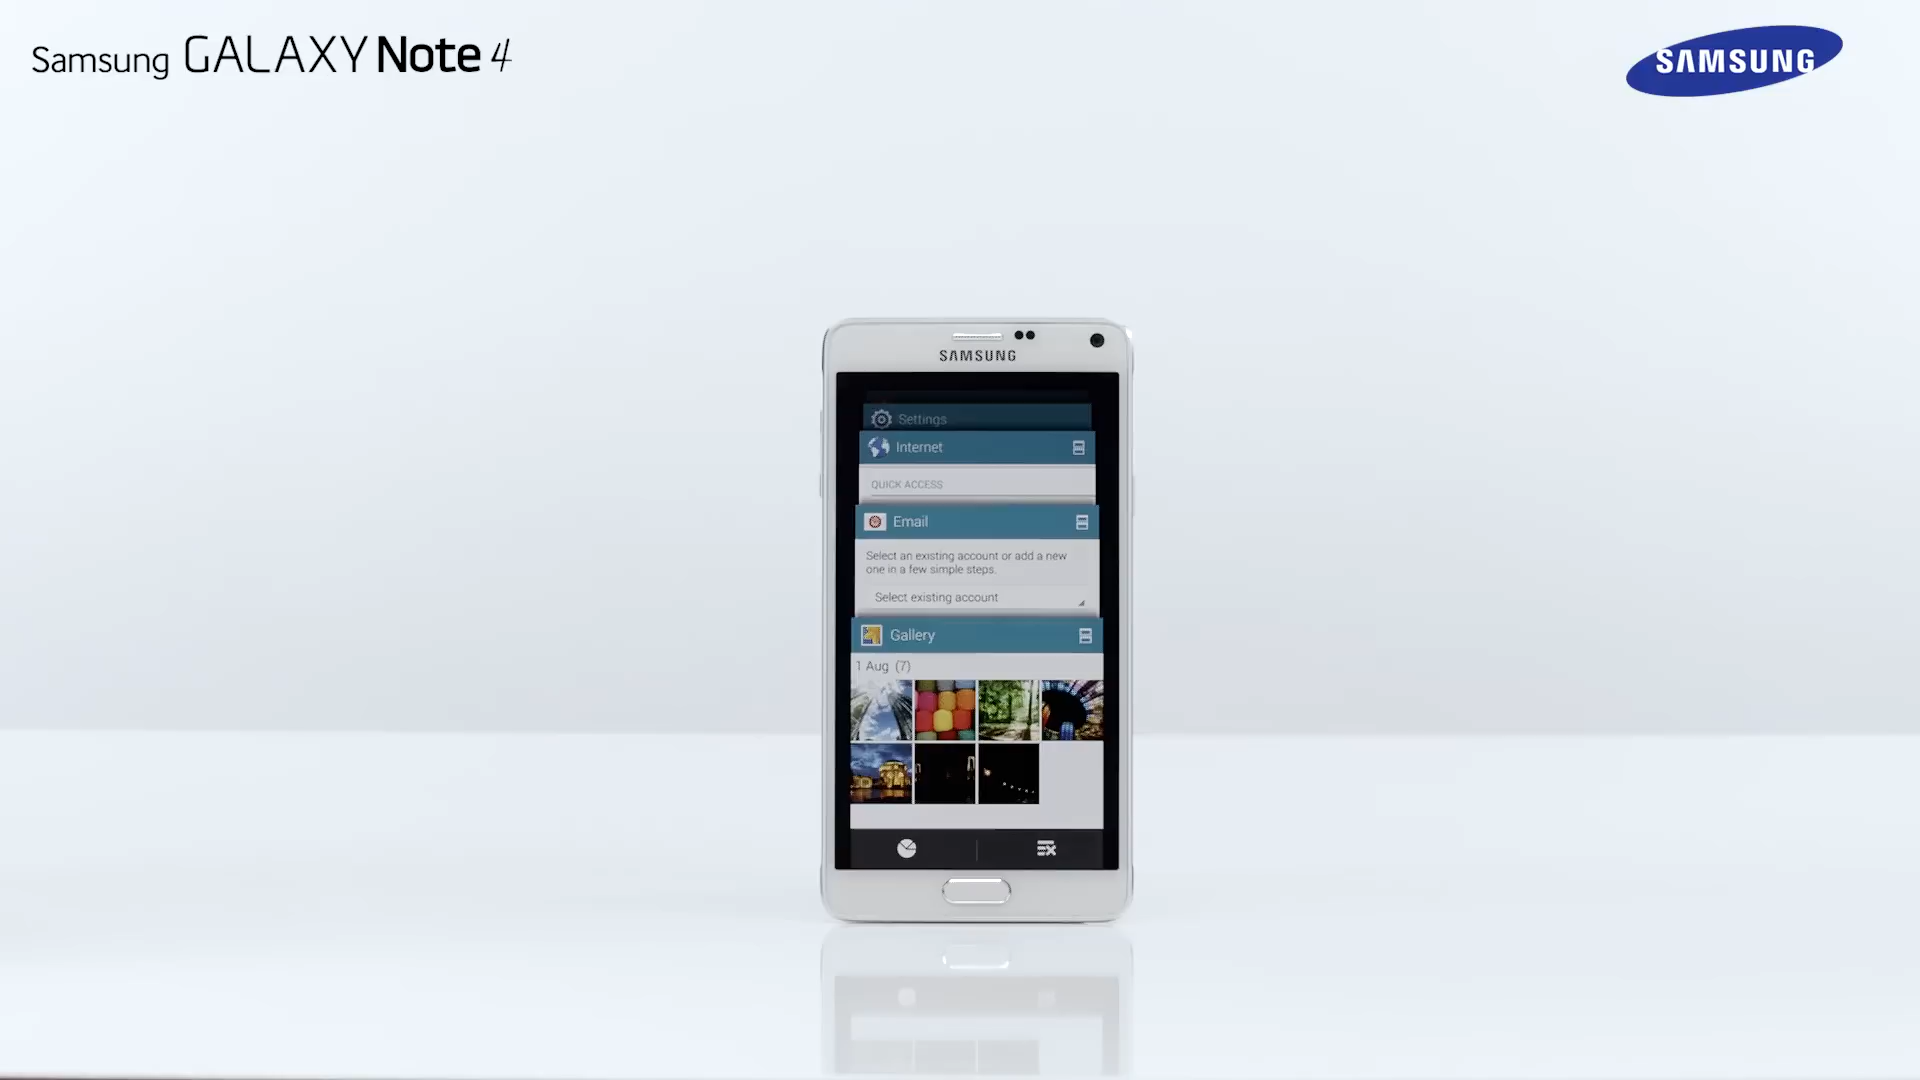 Samsung GALAXY Note 4
SAMSUNG
SAMSUNG
Settings
Internet
QUICK ACCESS
Email
Select an existing account or add a new
one in a few simple steps.
Select existing account
Gallery
1 Aug (7)